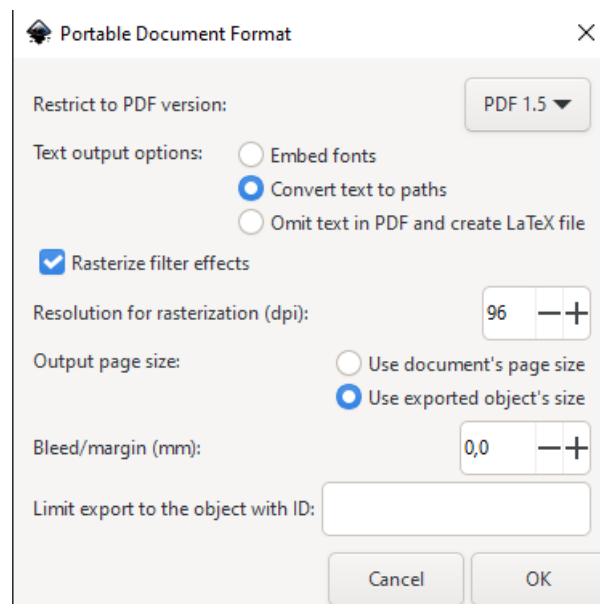 Portable Document Format
Restrict to PDF version: PDF 1.5
Text output options: Embed fonts
Convert text to paths
Omit text in PDF and create LaTeX file
Rasterize filter effects
Resolution for rasterization (dpi): 96
Output page size: Use document's page size
Use exported object's size
Bleed/margin (mm): 0,0
Limit export to the object with ID:
Cancel OK